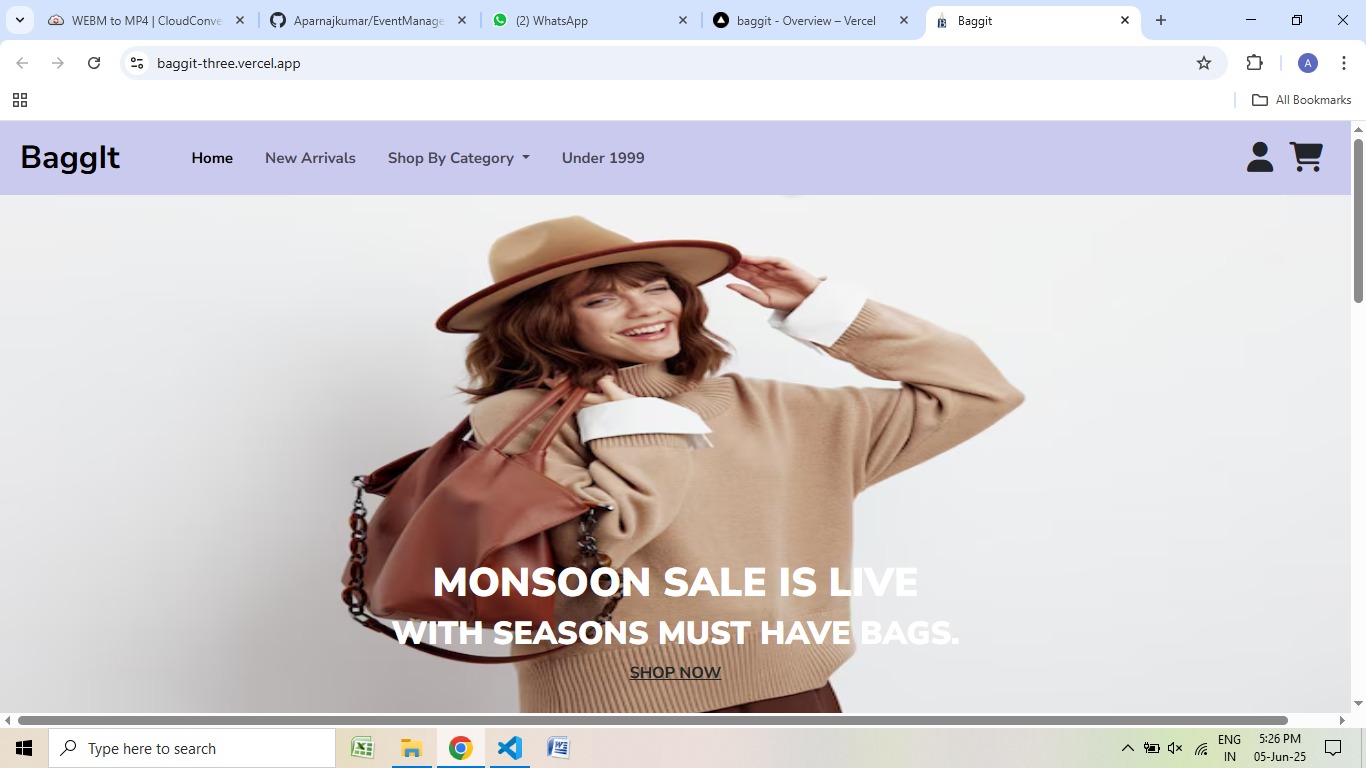 WEBM to MP4 | CloudConve
Aparnajkumar/EventManage
(2) WhatsApp
baggit - Overview – Vercel
Baggit
baggit-three.vercel.app
A
All Bookmarks
BaggIt
Home
New Arrivals
Shop By Category
Under 1999
MONSOON SALE IS LIVE
WITH SEASONS MUST HAVE BAGS.
SHOP NOW
Type here to search
ENG
IN
5:26 PM
05-Jun-25